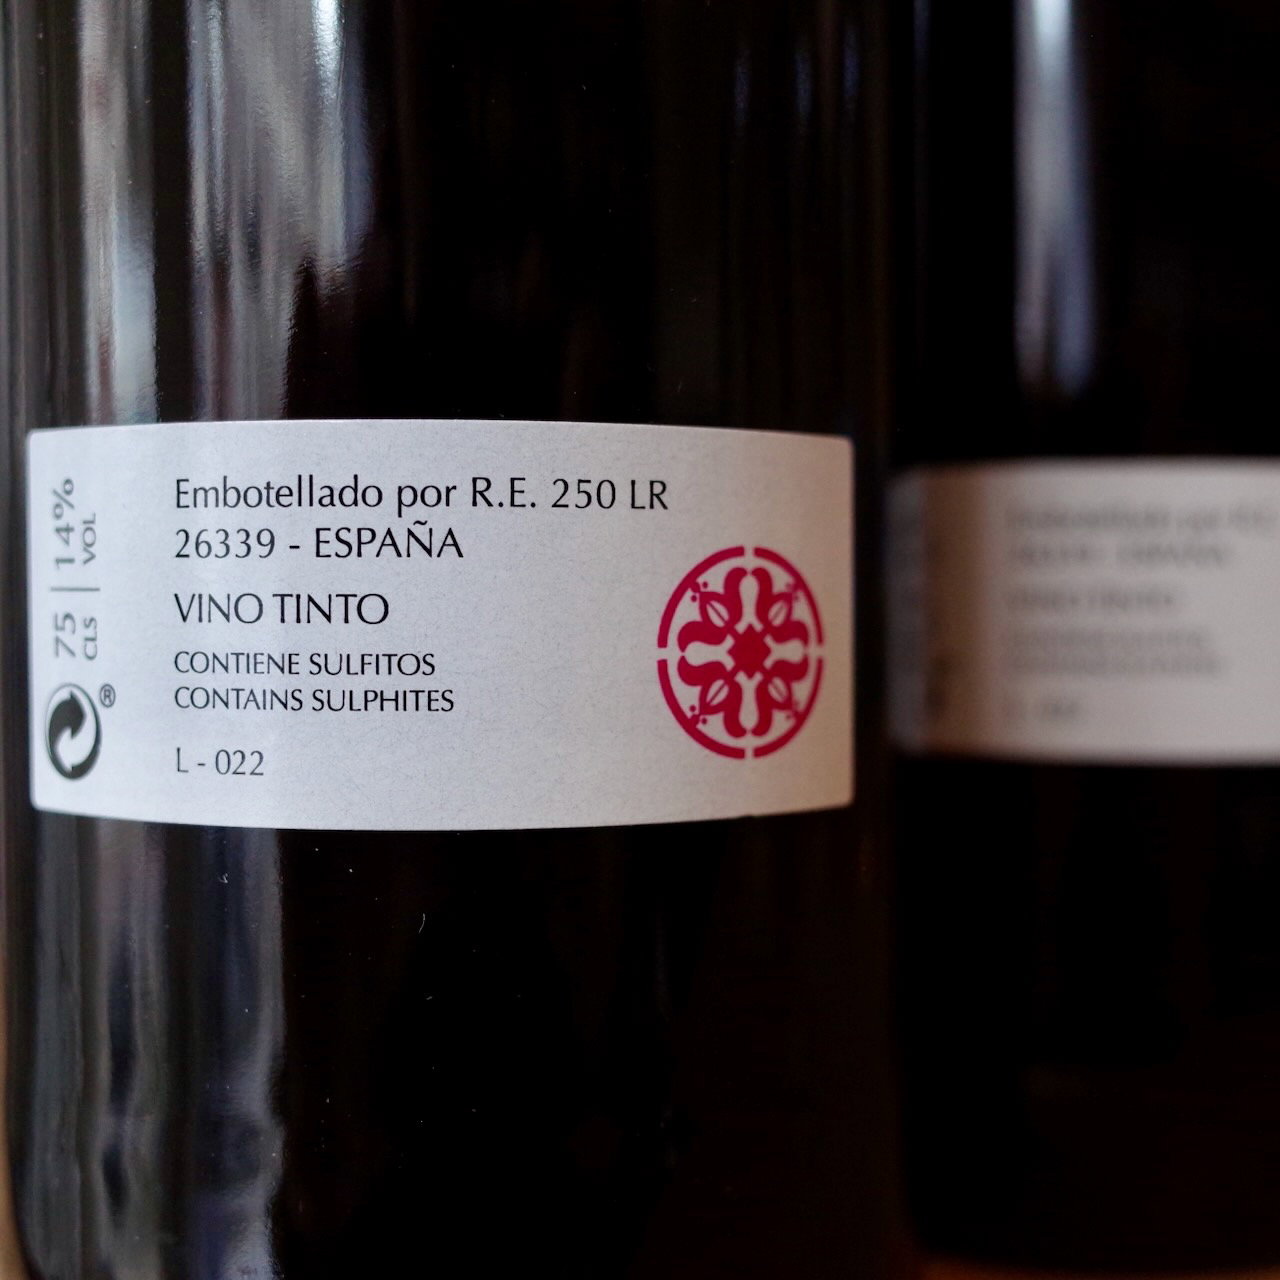 Embotellado por R.E. 250 LR
26339 - ESPAÑA
VINO TINTO
CONTIENE SULFITOS
CONTAINS SULPHITES
L - 022
75 CLS | 14% VOL
®